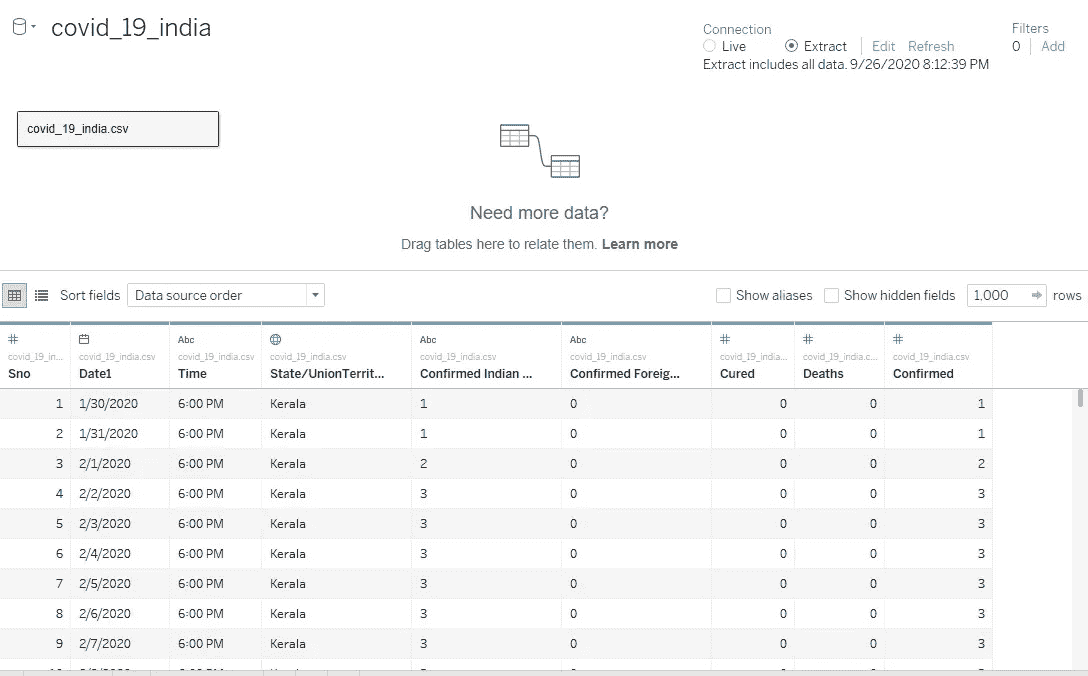 covid_19_india
Connection
Live Extract Edit Refresh
Extract includes all data. 9/26/2020 8:12:39 PM
Filters
0 Add
covid_19_india.csv
Need more data?
Drag tables here to relate them. Learn more
Sort fields Data source order Show aliases Show hidden fields 1,000 rows
# Abc Abc Abc # # #
covid_19_in... covid_19_india.csv covid_19_india.csv covid_19_india.csv covid_19_india.csv covid_19_india.csv covid_19_india... covid_19_india.c... covid_19_india.csv
Sno Date1 Time State/UnionTerrit... Confirmed Indian ... Confirmed Foreig... Cured Deaths Confirmed
1 1/30/2020 6:00 PM Kerala 1 0 0 0 1
2 1/31/2020 6:00 PM Kerala 1 0 0 0 1
3 2/1/2020 6:00 PM Kerala 2 0 0 0 2
4 2/2/2020 6:00 PM Kerala 3 0 0 0 3
5 2/3/2020 6:00 PM Kerala 3 0 0 0 3
6 2/4/2020 6:00 PM Kerala 3 0 0 0 3
7 2/5/2020 6:00 PM Kerala 3 0 0 0 3
8 2/6/2020 6:00 PM Kerala 3 0 0 0 3
9 2/7/2020 6:00 PM Kerala 3 0 0 0 3